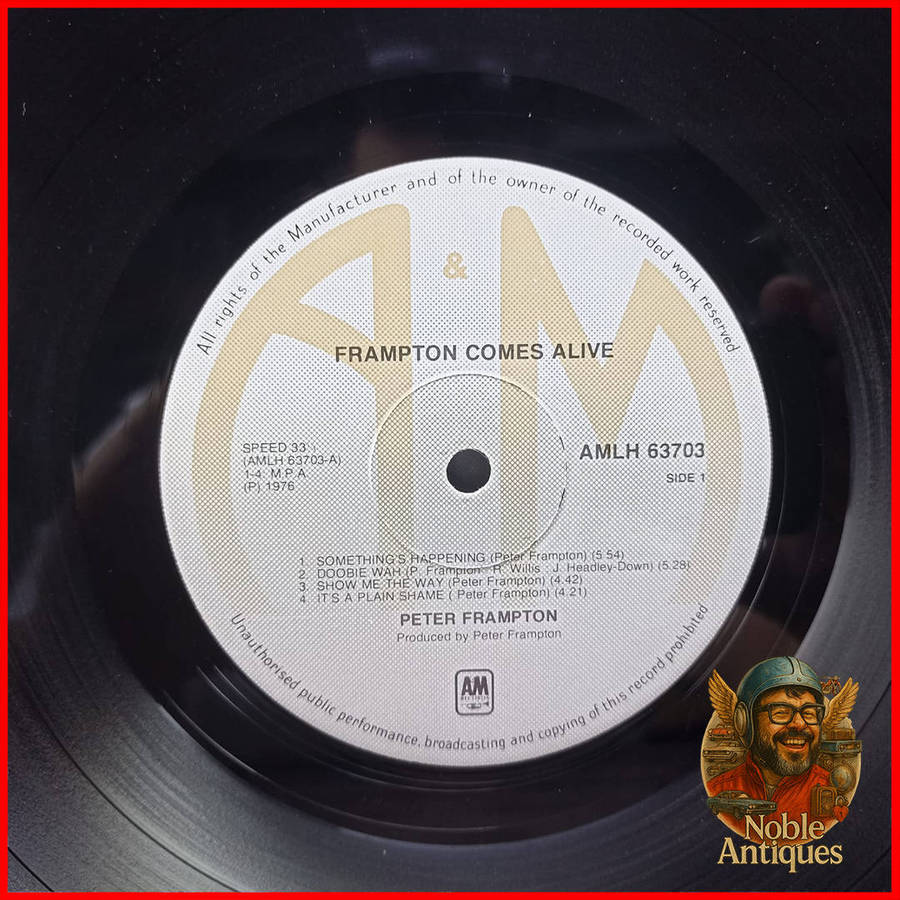 All rights of the Manufacturer and of the owner of the recorded work reserved
A & M
FRAMPTON COMES ALIVE
SPEED 33
(AMLH 63703-A)
1-4. M.P.A
(P) 1976
AMLH 63703
SIDE 1
1. SOMETHING'S HAPPENING (Peter Frampton) (5.54)
2. DOOBIE WAH (P. Frampton : R. Willis : J. Headley-Down) (5.28)
3. SHOW ME THE WAY (Peter Frampton) (4.42)
4. IT'S A PLAIN SHAME ( Peter Frampton) (4.21)
PETER FRAMPTON
Produced by Peter Frampton
AM
RECORDS
Unauthorised public performance, broadcasting and copying of this record prohibited
Noble
Antiques